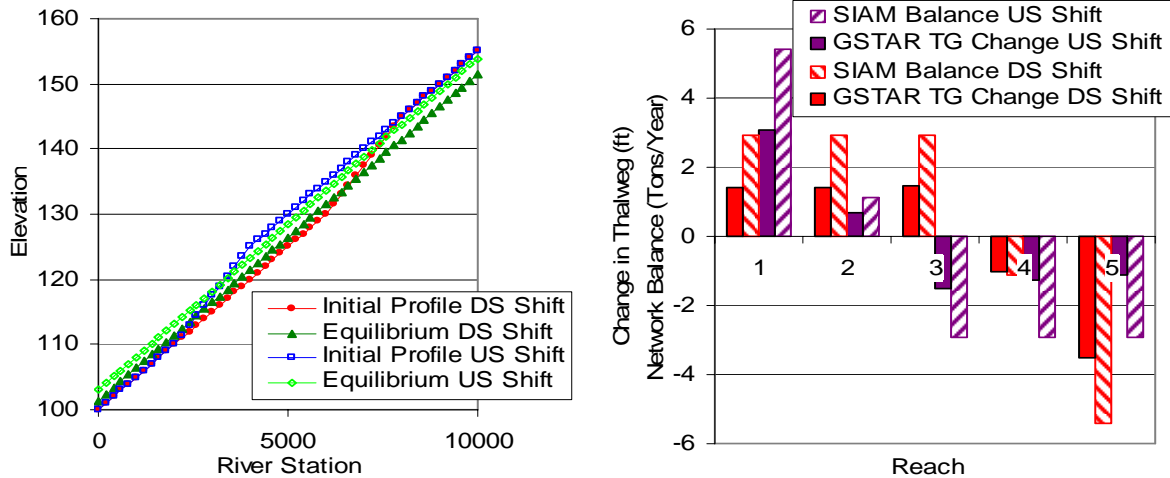 160
150
140
130
120
110
100
Elevation
0
5000
10000
River Station
Initial Profile DS Shift
Equilibrium DS Shift
Initial Profile US Shift
Equilibrium US Shift
SIAM Balance US Shift
GSTAR TG Change US Shift
SIAM Balance DS Shift
GSTAR TG Change DS Shift
Change in Thalweg (ft)
Network Balance (Tons/Year)
6
4
2
0
-2
-4
-6
1
2
3
4
5
Reach